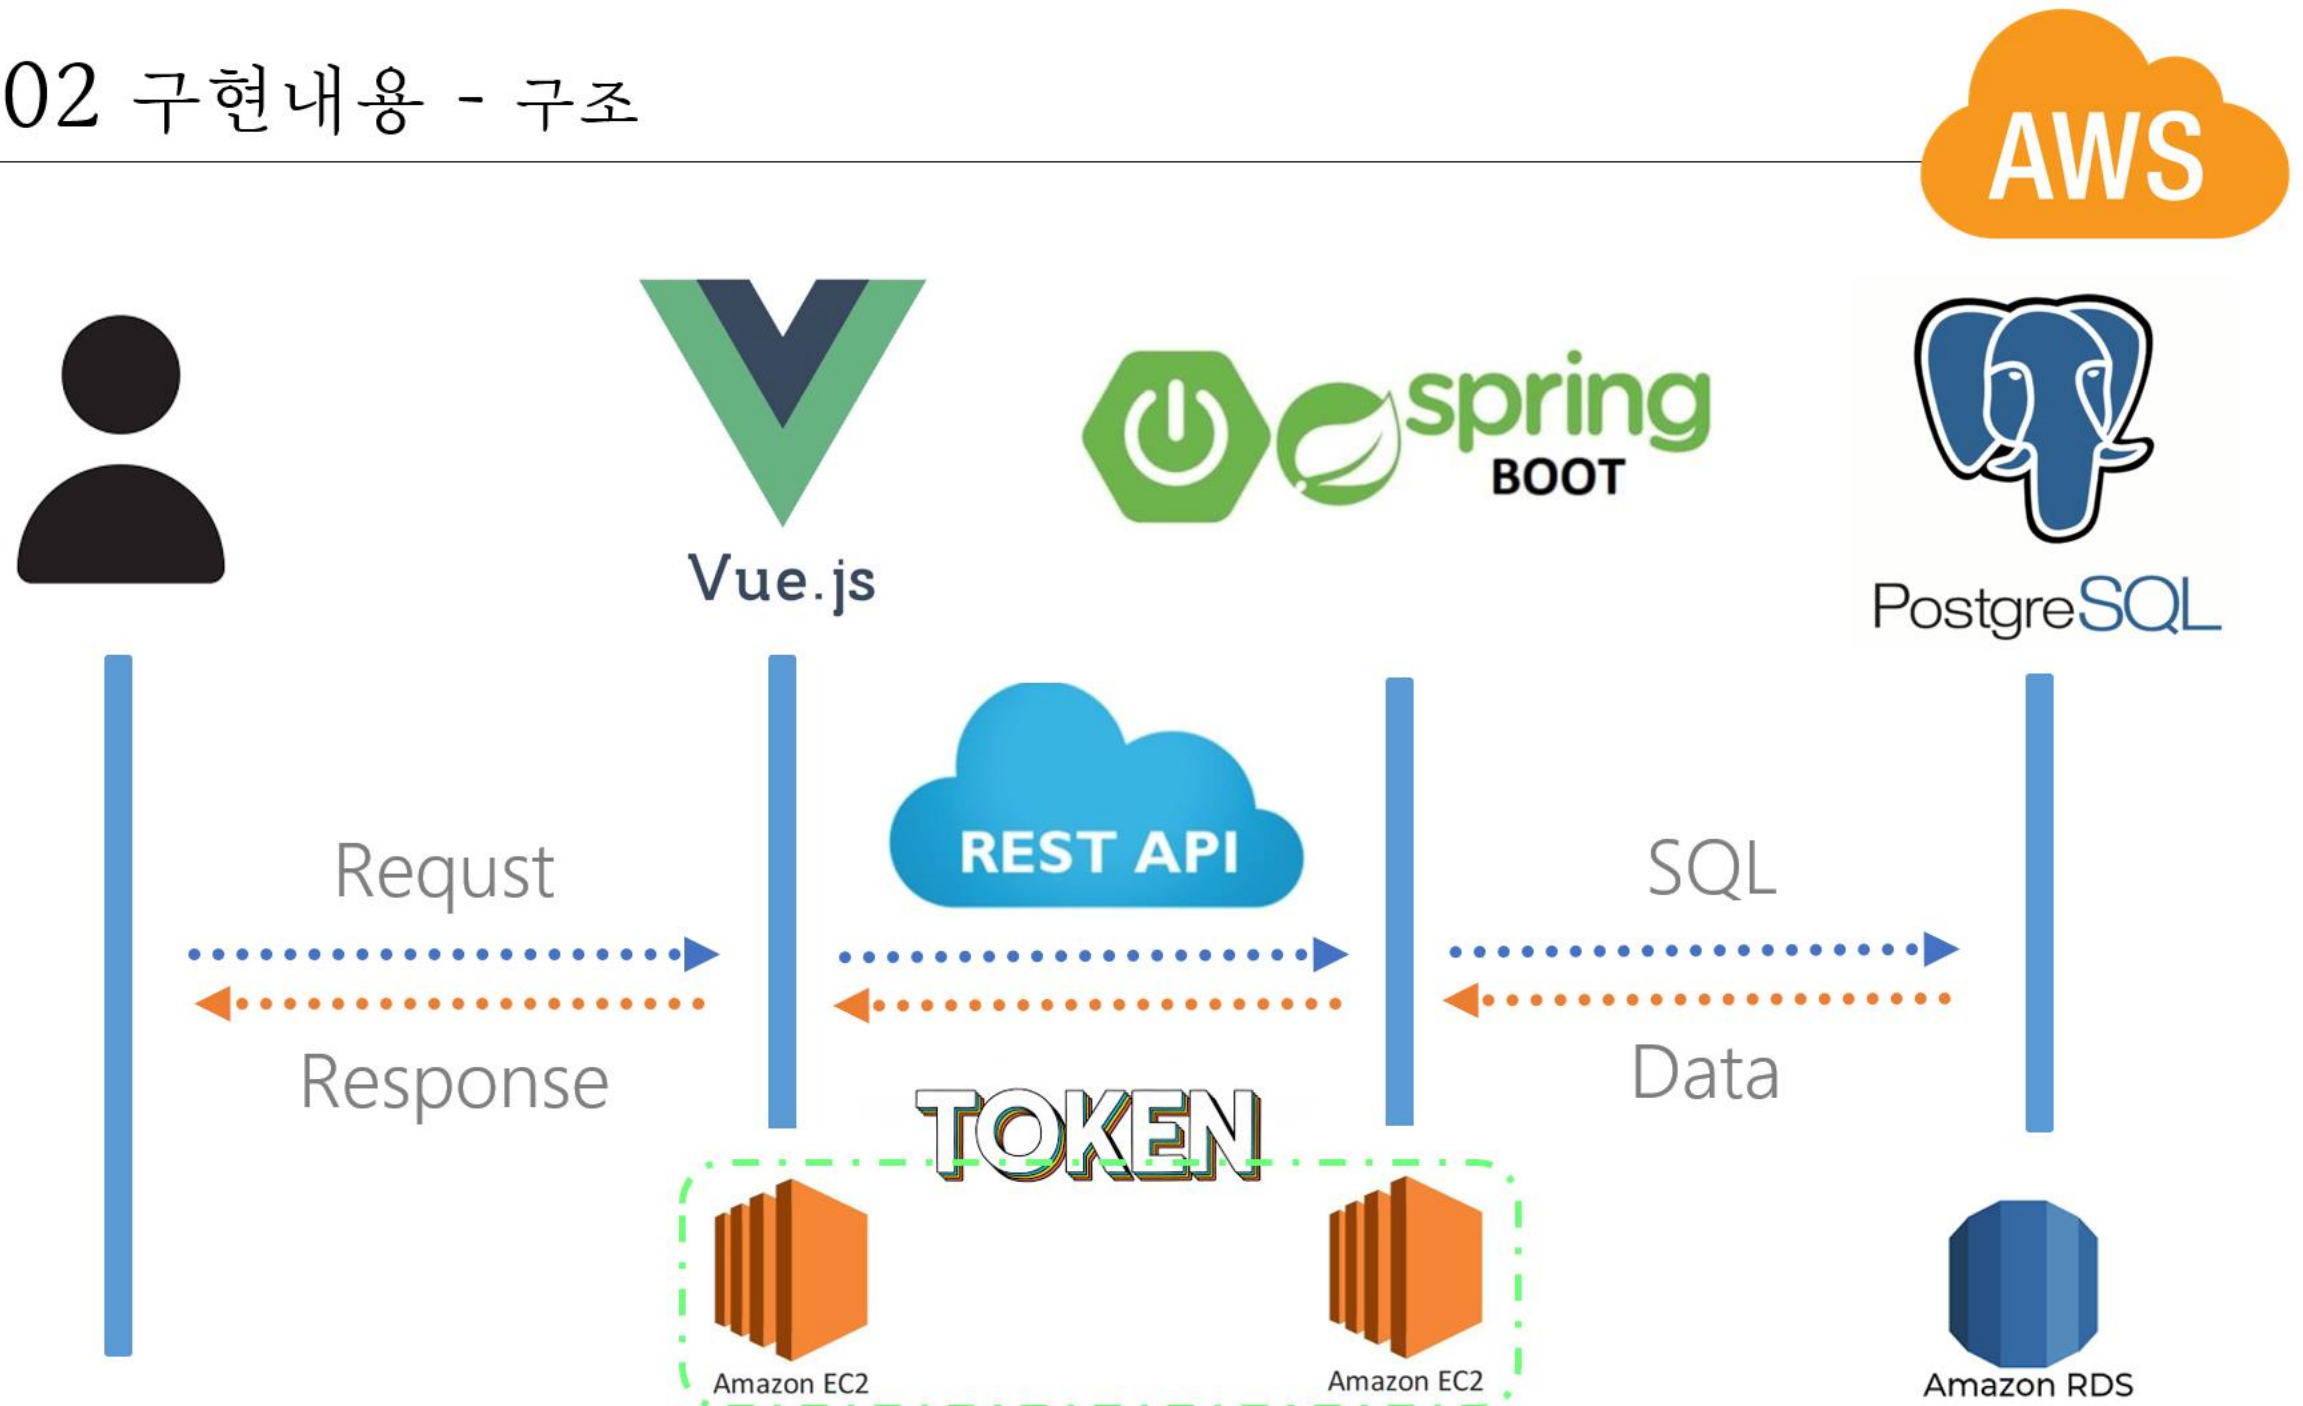 02 구현내용 - 구조
AWS
Vue.js
spring
BOOT
PostgreSQL
REST API
Requst
SQL
Response
Data
TOKEN
Amazon EC2
Amazon EC2
Amazon RDS